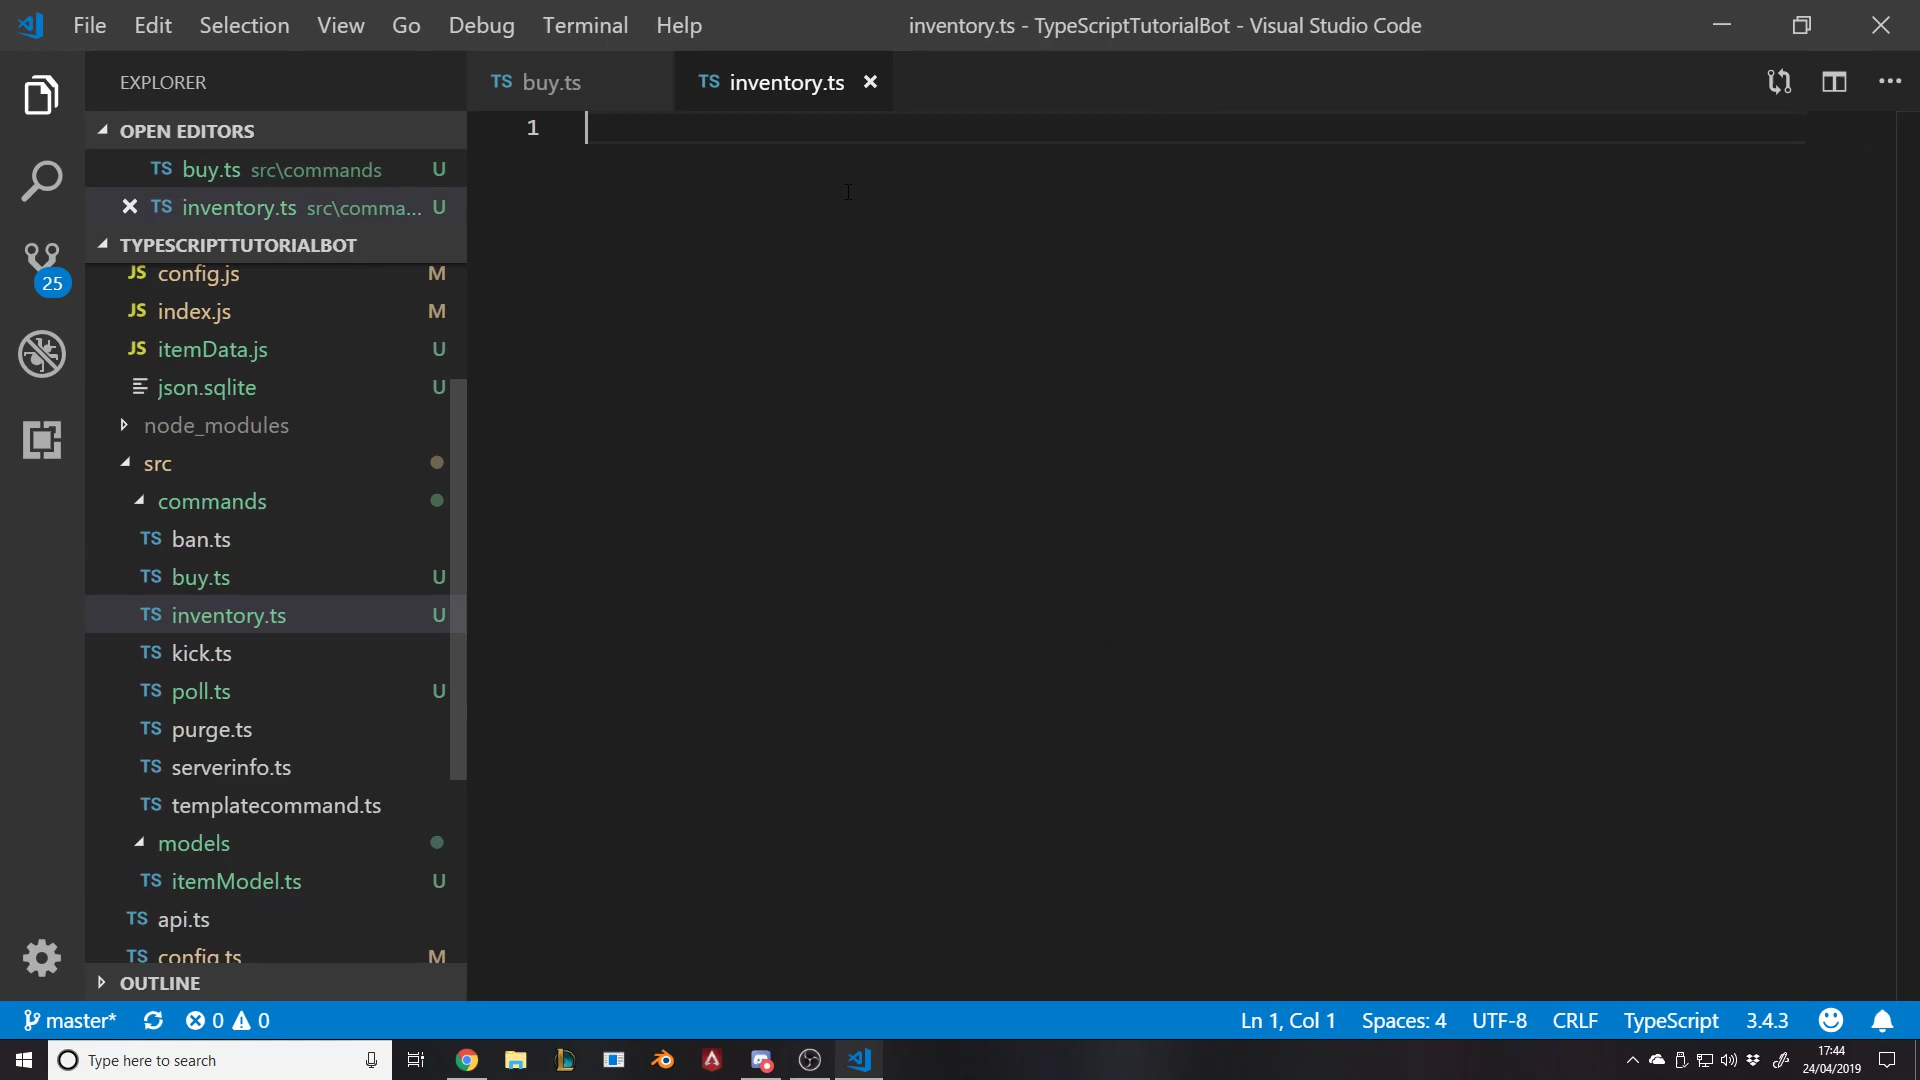 File Edit Selection View Go Debug Terminal Help
inventory.ts - TypeScriptTutorialBot - Visual Studio Code
EXPLORER
TS buy.ts
TS inventory.ts
1
OPEN EDITORS
TS buy.ts src\commands U
TS inventory.ts src\comma... U
TYPESCRIPTTUTORIALBOT
JS config.js M
JS index.js M
JS itemData.js U
json.sqlite U
node_modules
src
commands
TS ban.ts
TS buy.ts U
TS inventory.ts U
TS kick.ts
TS poll.ts U
TS purge.ts
TS serverinfo.ts
TS templatecommand.ts
models
TS itemModel.ts U
TS api.ts
TS config.ts M
OUTLINE
25
master* 0 0
Ln 1, Col 1 Spaces: 4 UTF-8 CRLF TypeScript 3.4.3
Type here to search
17:44
24/04/2019